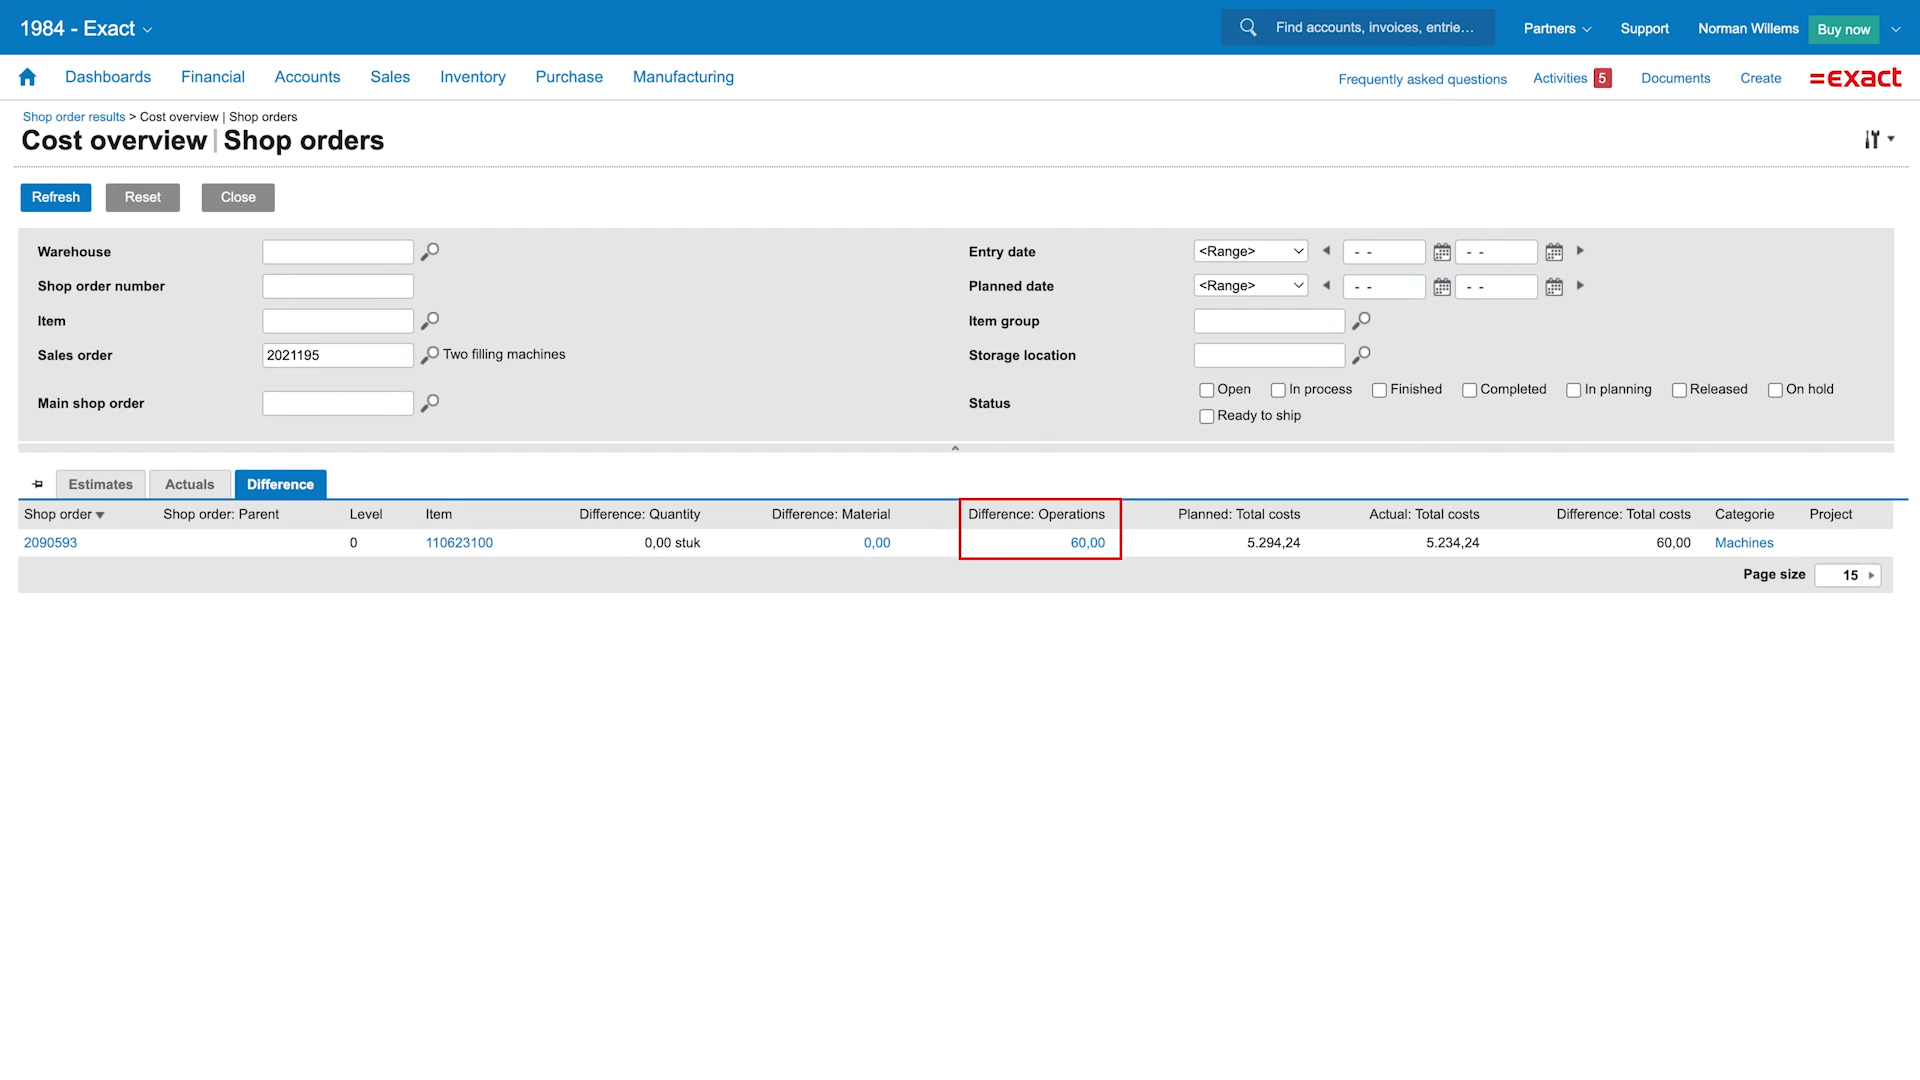 1984 - Exact
Find accounts, invoices, entrie...
Partners
Support
Norman Willems
Buy now
Dashboards
Financial
Accounts
Sales
Inventory
Purchase
Manufacturing
Frequently asked questions
Activities 5
Documents
Create
=exact
Shop order results > Cost overview | Shop orders
Cost overview | Shop orders
Refresh
Reset
Close
Warehouse
Entry date <Range> - - - -
Shop order number
Planned date <Range> - - - -
Item
Item group
Sales order 2021195 Two filling machines
Storage location
Main shop order
Status
Open In process Finished Completed In planning Released On hold
Ready to ship
Estimates Actuals Difference
Shop order Shop order: Parent Level Item Difference: Quantity Difference: Material Difference: Operations Planned: Total costs Actual: Total costs Difference: Total costs Categorie Project
2090593 0 110623100 0,00 stuk 0,00 60,00 5.294,24 5.234,24 60,00 Machines
Page size 15